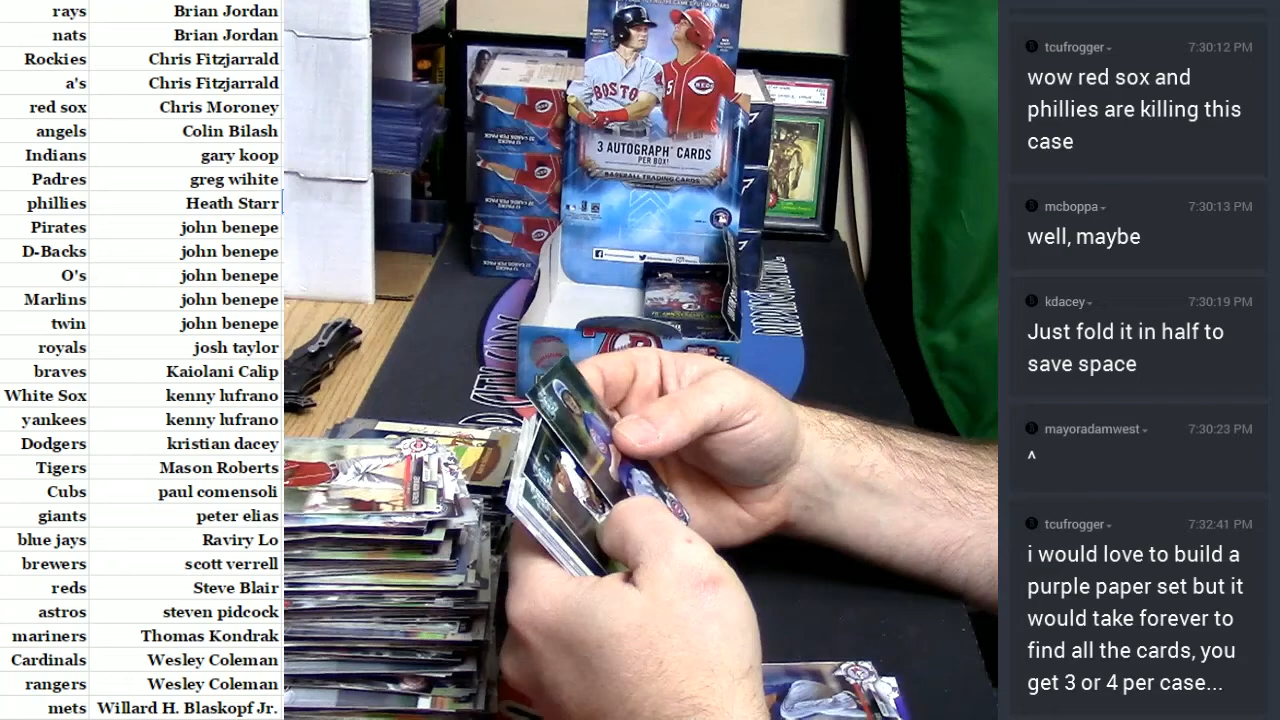 rays Brian Jordan
nats Brian Jordan
Rockies Chris Fitzjarrald
a's Chris Fitzjarrald
red sox Chris Moroney
angels Colin Bilash
Indians gary koop
Padres greg wihite
phillies Heath Starr
Pirates john benepe
D-Backs john benepe
O's john benepe
Marlins john benepe
twin john benepe
royals josh taylor
braves Kaiolani Calip
White Sox kenny lufrano
yankees kenny lufrano
Dodgers kristian dacey
Tigers Mason Roberts
Cubs paul comensoli
giants peter elias
blue jays Raviry Lo
brewers scott verrell
reds Steve Blair
astros steven pidcock
mariners Thomas Kondrak
Cardinals Wesley Coleman
rangers Wesley Coleman
mets Willard H. Blaskopf Jr.
BOSTON
REDS
3 AUTOGRAPH CARDS
PER BOX!
BASEBALL TRADING CARDS
tcufrogger 7:30:12 PM
wow red sox and
phillies are killing this
case
mcboppa 7:30:13 PM
well, maybe
kdacey 7:30:19 PM
Just fold it in half to
save space
mayoradamwest 7:30:23 PM
^
tcufrogger 7:32:41 PM
i would love to build a
purple paper set but it
would take forever to
find all the cards, you
get 3 or 4 per case...